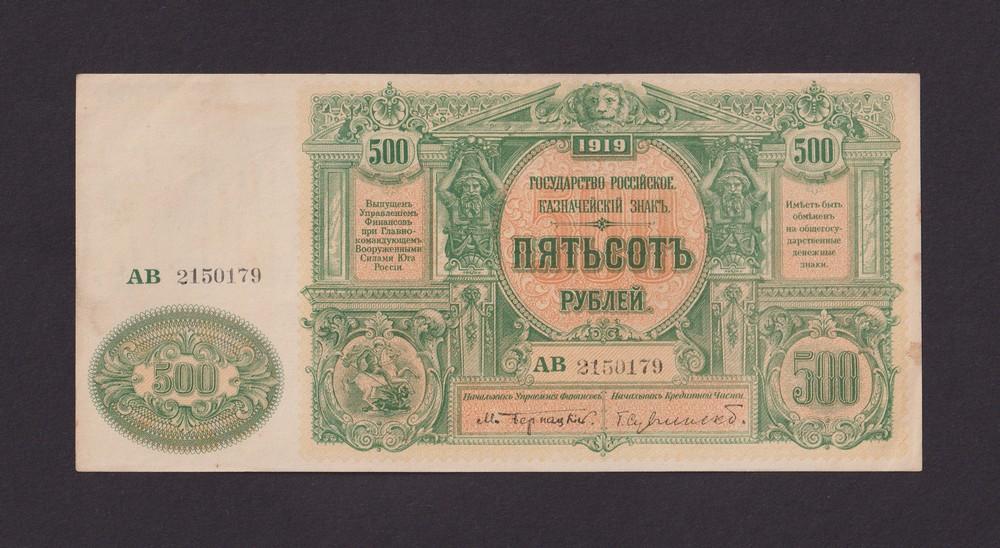 1919
500
500
ГОСУДАРСТВО РОССІЙСКОЕ.
КАЗНАЧЕЙСКІЙ ЗНАКЪ.
ПЯТЬСОТЪ
РУБЛЕЙ.
Выпущенъ
Управленіемъ
Финансовъ
при Главно-
командующемъ
Вооруженными
Силами Юга
Россіи.
Имѣетъ быть
обмѣненъ
на общегосу-
дарственные
денежные
знаки.
АВ 2150179
500
АВ 2150179
500
Начальникъ Управленія Финансовъ
Начальникъ Кредитной Части.
М. Бернацкій.